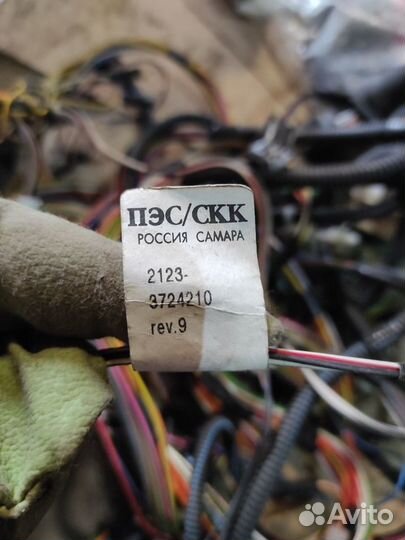 ПЭС/СКК
РОССИЯ САМАРА
2123-
3724210
rev.9
Avito